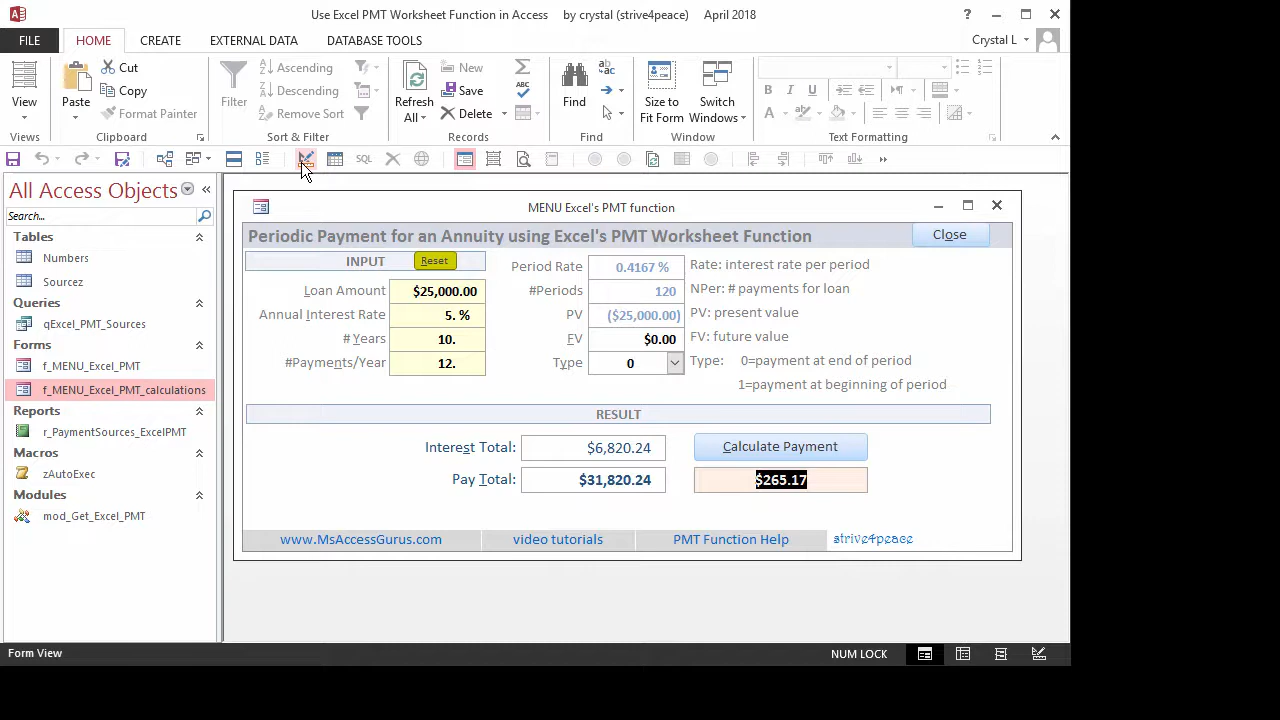 Use Excel PMT Worksheet Function in Access by crystal (strive4peace) April 2018
?
FILE HOME CREATE EXTERNAL DATA DATABASE TOOLS
Crystal L
View
Views
Paste
Cut
Copy
Format Painter
Clipboard
Filter
Ascending
Descending
Remove Sort
Sort & Filter
Refresh
All
New
Save
Delete
Records
Find
Find
Size to
Fit Form
Switch
Windows
Window
B I U
Text Formatting
SQL
All Access Objects
Search...
Tables
Numbers
Sourcez
Queries
qExcel_PMT_Sources
Forms
f_MENU_Excel_PMT
f_MENU_Excel_PMT_calculations
Reports
r_PaymentSources_ExcelPMT
Macros
zAutoExec
Modules
mod_Get_Excel_PMT
MENU Excel's PMT function
Periodic Payment for an Annuity using Excel's PMT Worksheet Function
Close
INPUT Reset
Loan Amount $25,000.00
Annual Interest Rate 5. %
# Years 10.
#Payments/Year 12.
Period Rate 0.4167 % Rate: interest rate per period
#Periods 120 NPer: # payments for loan
PV ($25,000.00) PV: present value
FV $0.00 FV: future value
Type 0 Type: 0=payment at end of period
1=payment at beginning of period
RESULT
Interest Total: $6,820.24 Calculate Payment
Pay Total: $31,820.24 $265.17
www.MsAccessGurus.com video tutorials PMT Function Help strive4peace
Form View NUM LOCK